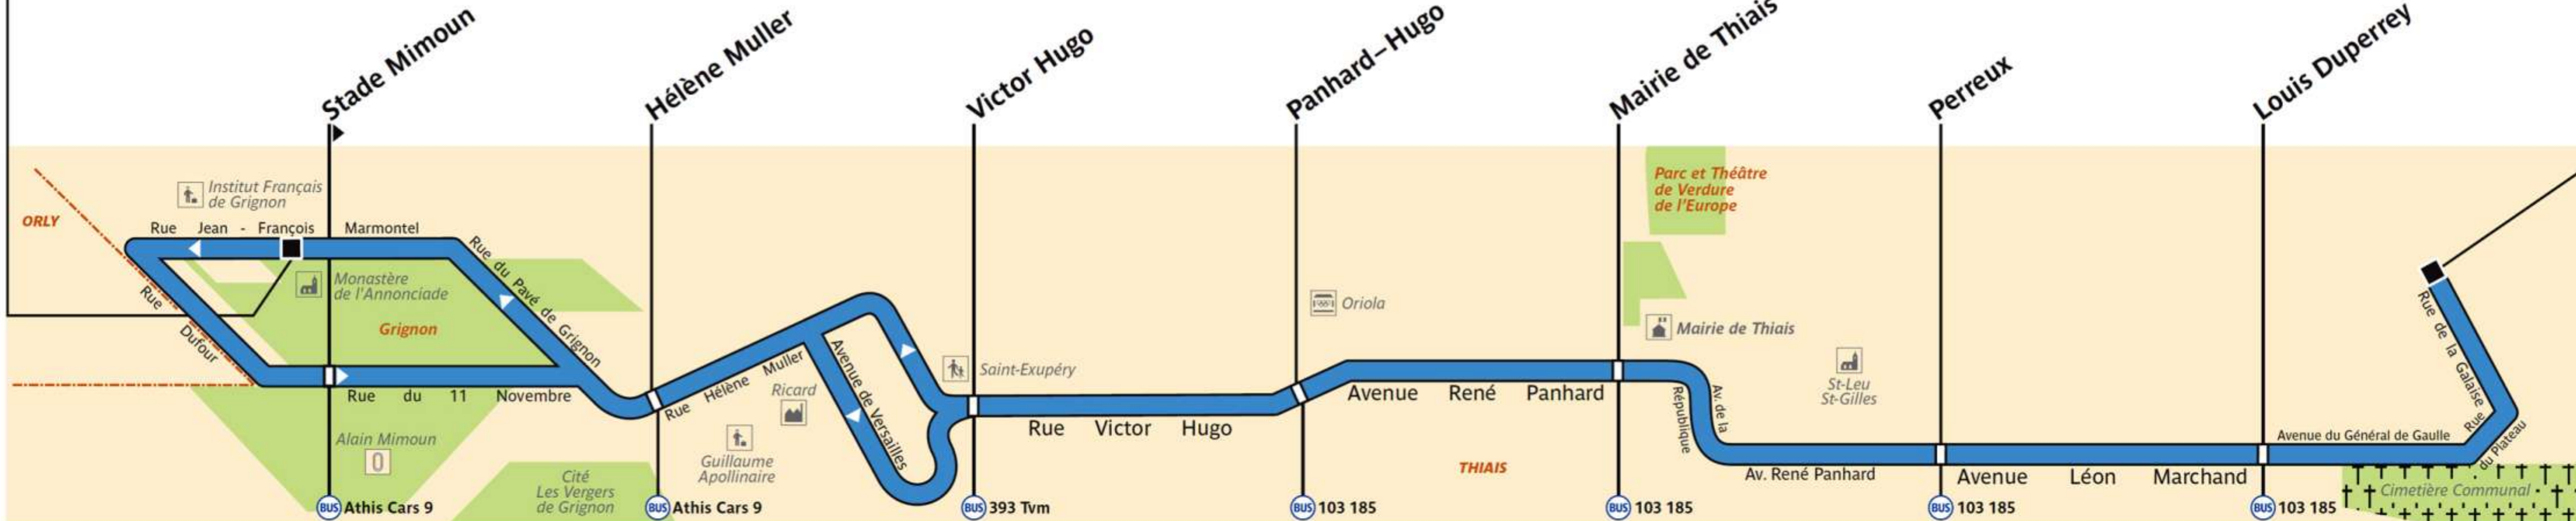 Stade Mimoun
Hélène Muller
Victor Hugo
Panhard–Hugo
Mairie de Thiais
Perreux
Louis Duperrey
ORLY
Institut Français
de Grignon
Rue Jean - François Marmontel
Rue du Pavé de Grignon
Monastère
de l'Annonciade
Grignon
Rue Dufour
Rue du 11 Novembre
Alain Mimoun
Cité
Les Vergers
de Grignon
Rue Hélène Muller
Ricard
Guillaume
Apollinaire
Avenue de Versailles
Saint-Exupéry
Rue Victor Hugo
Oriola
Avenue René Panhard
THIAIS
Parc et Théâtre
de Verdure
de l'Europe
Mairie de Thiais
Av. de la
République
St-Leu
St-Gilles
Av. René Panhard
Avenue Léon Marchand
Avenue du Général de Gaulle
Rue
du Plateau
Rue de la Galaise
Cimetière Communal
BUS Athis Cars 9
BUS Athis Cars 9
BUS 393 Tvm
BUS 103 185
BUS 103 185
BUS 103 185
BUS 103 185